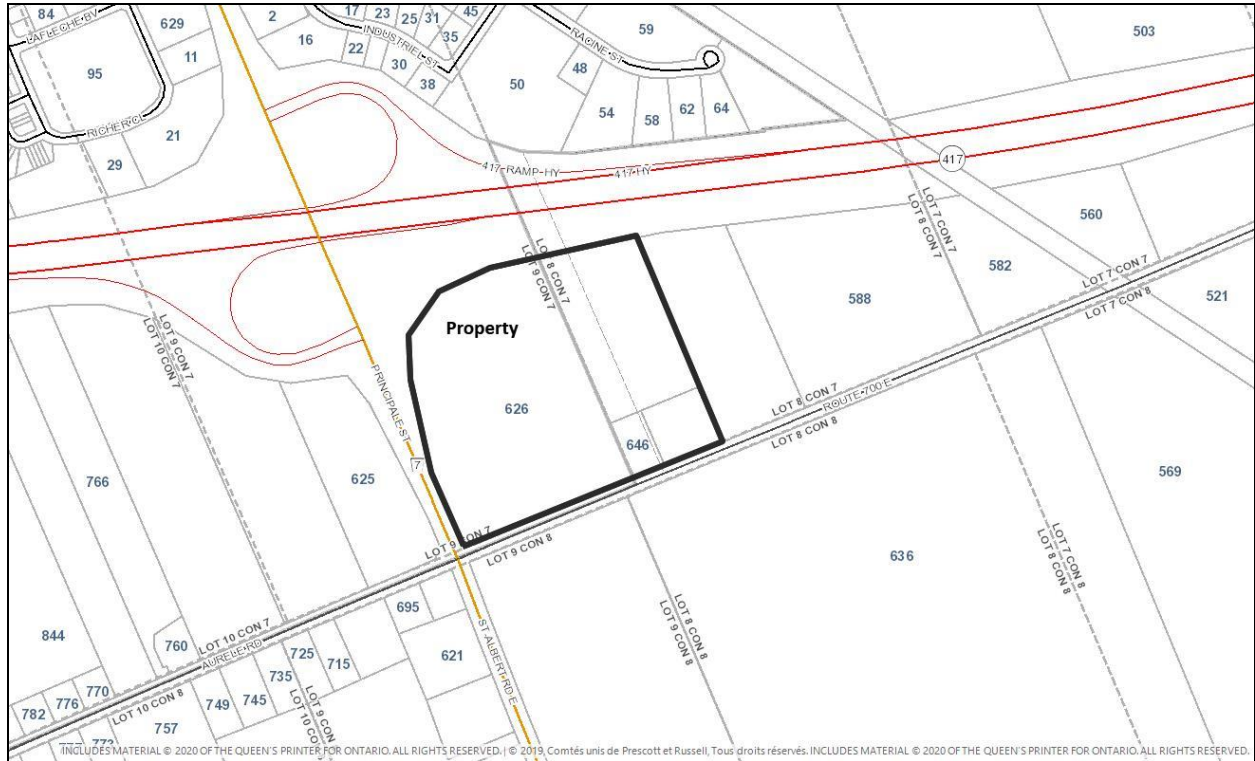 84
LAFLECHE BV
629
11
95
RICHER CL
21
29
2
16
17
23
25
31
45
35
22
30
38
INDUSTRIEL ST
RACINE ST
59
50
48
54
58
62
64
503
417 RAMP HY
417 HY
417
LOT 7 CON 7
LOT 8 CON 7
560
582
588
LOT 7 CON 7
LOT 7 CON 8
521
LOT 8 CON 7
LOT 9 CON 7
Property
626
646
LOT 9 CON 7
LOT 10 CON 7
PRINCIPALE ST
7
766
625
ROUTE 700 E
LOT 8 CON 7
LOT 8 CON 8
569
LOT 9 CON 7
LOT 9 CON 8
636
LOT 7 CON 8
LOT 8 CON 8
LOT 8 CON 8
LOT 9 CON 8
844
760
LOT 10 CON 7
AURELE RD
LOT 10 CON 8
695
621
ST ALBERT RD E
725
715
735
745
749
757
770
776
782
LOT 9 CON
LOT 10 CON
INCLUDES MATERIAL © 2020 OF THE QUEEN'S PRINTER FOR ONTARIO. ALL RIGHTS RESERVED. | © 2019, Comtés unis de Prescott et Russell, Tous droits réservés. INCLUDES MATERIAL © 2020 OF THE QUEEN'S PRINTER FOR ONTARIO. ALL RIGHTS RESERVED.